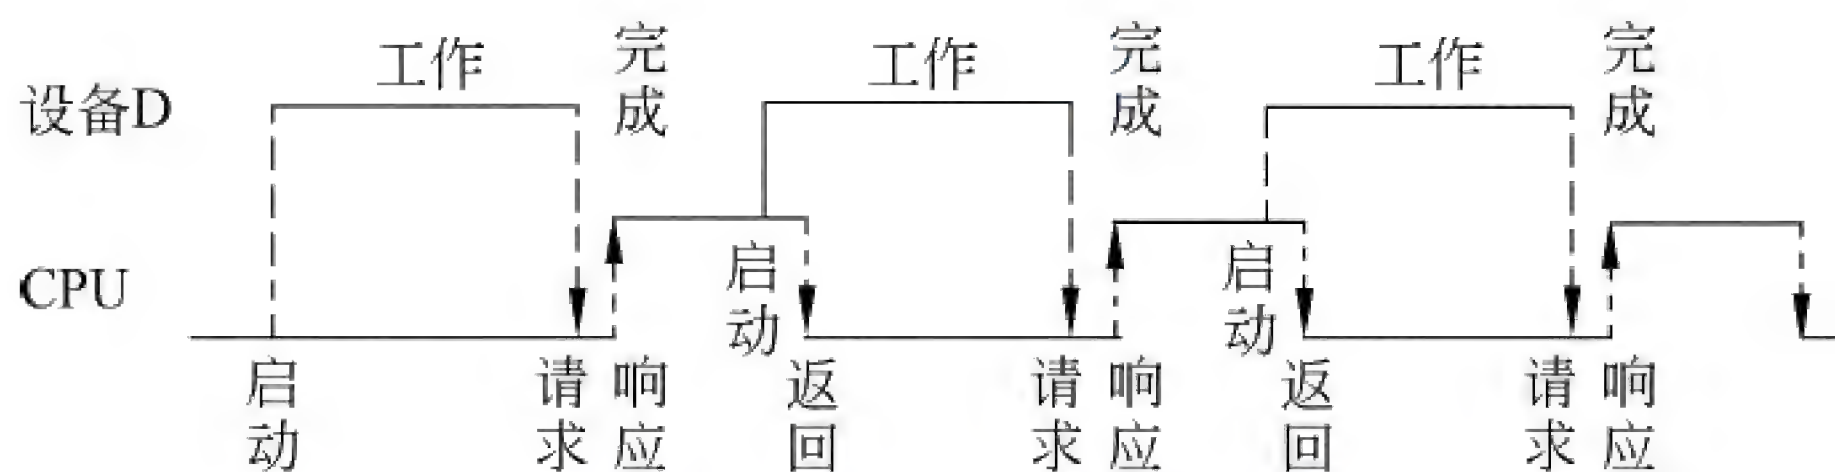 工作 完成 工作 完成 工作 完成
设备D
启动 启动
CPU
启动 请求 响应 返回 请求 响应 返回 请求 响应